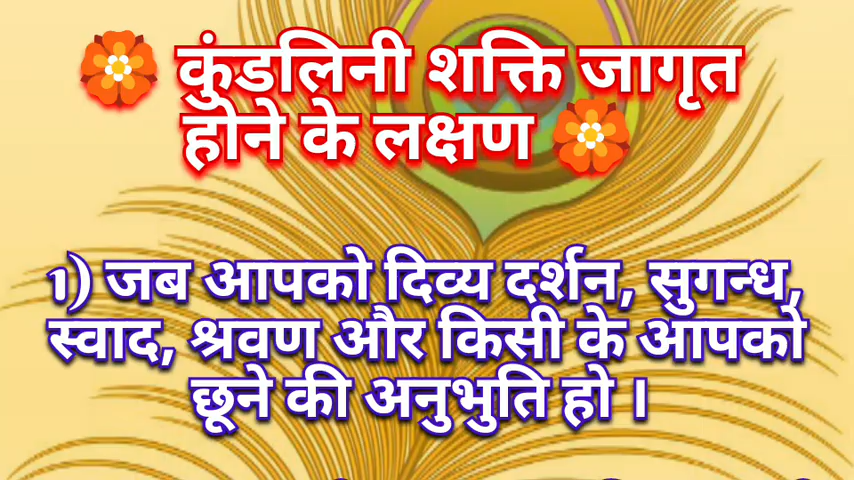 🏵️ कुंडलिनी शक्ति जागृत
होने के लक्षण 🏵️
1) जब आपको दिव्य दर्शन, सुगन्ध,
स्वाद, श्रवण और किसी के आपको
छूने की अनुभुति हो ।